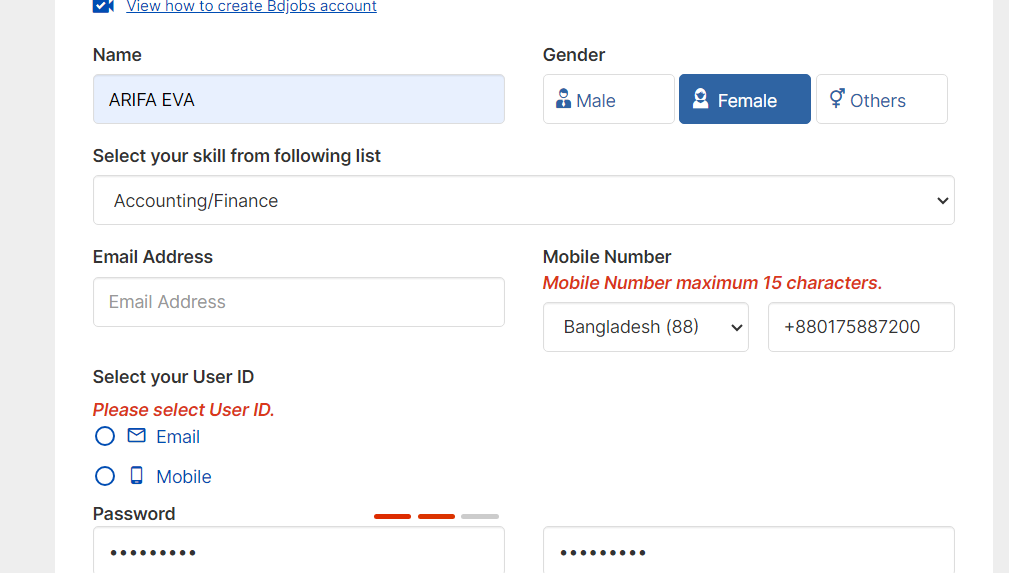 View how to create Bdjobs account
Name
Gender
ARIFA EVA
Male
Female
Others
Select your skill from following list
Accounting/Finance
Email Address
Mobile Number
Mobile Number maximum 15 characters.
Email Address
Bangladesh (88)
+880175887200
Select your User ID
Please select User ID.
Email
Mobile
Password